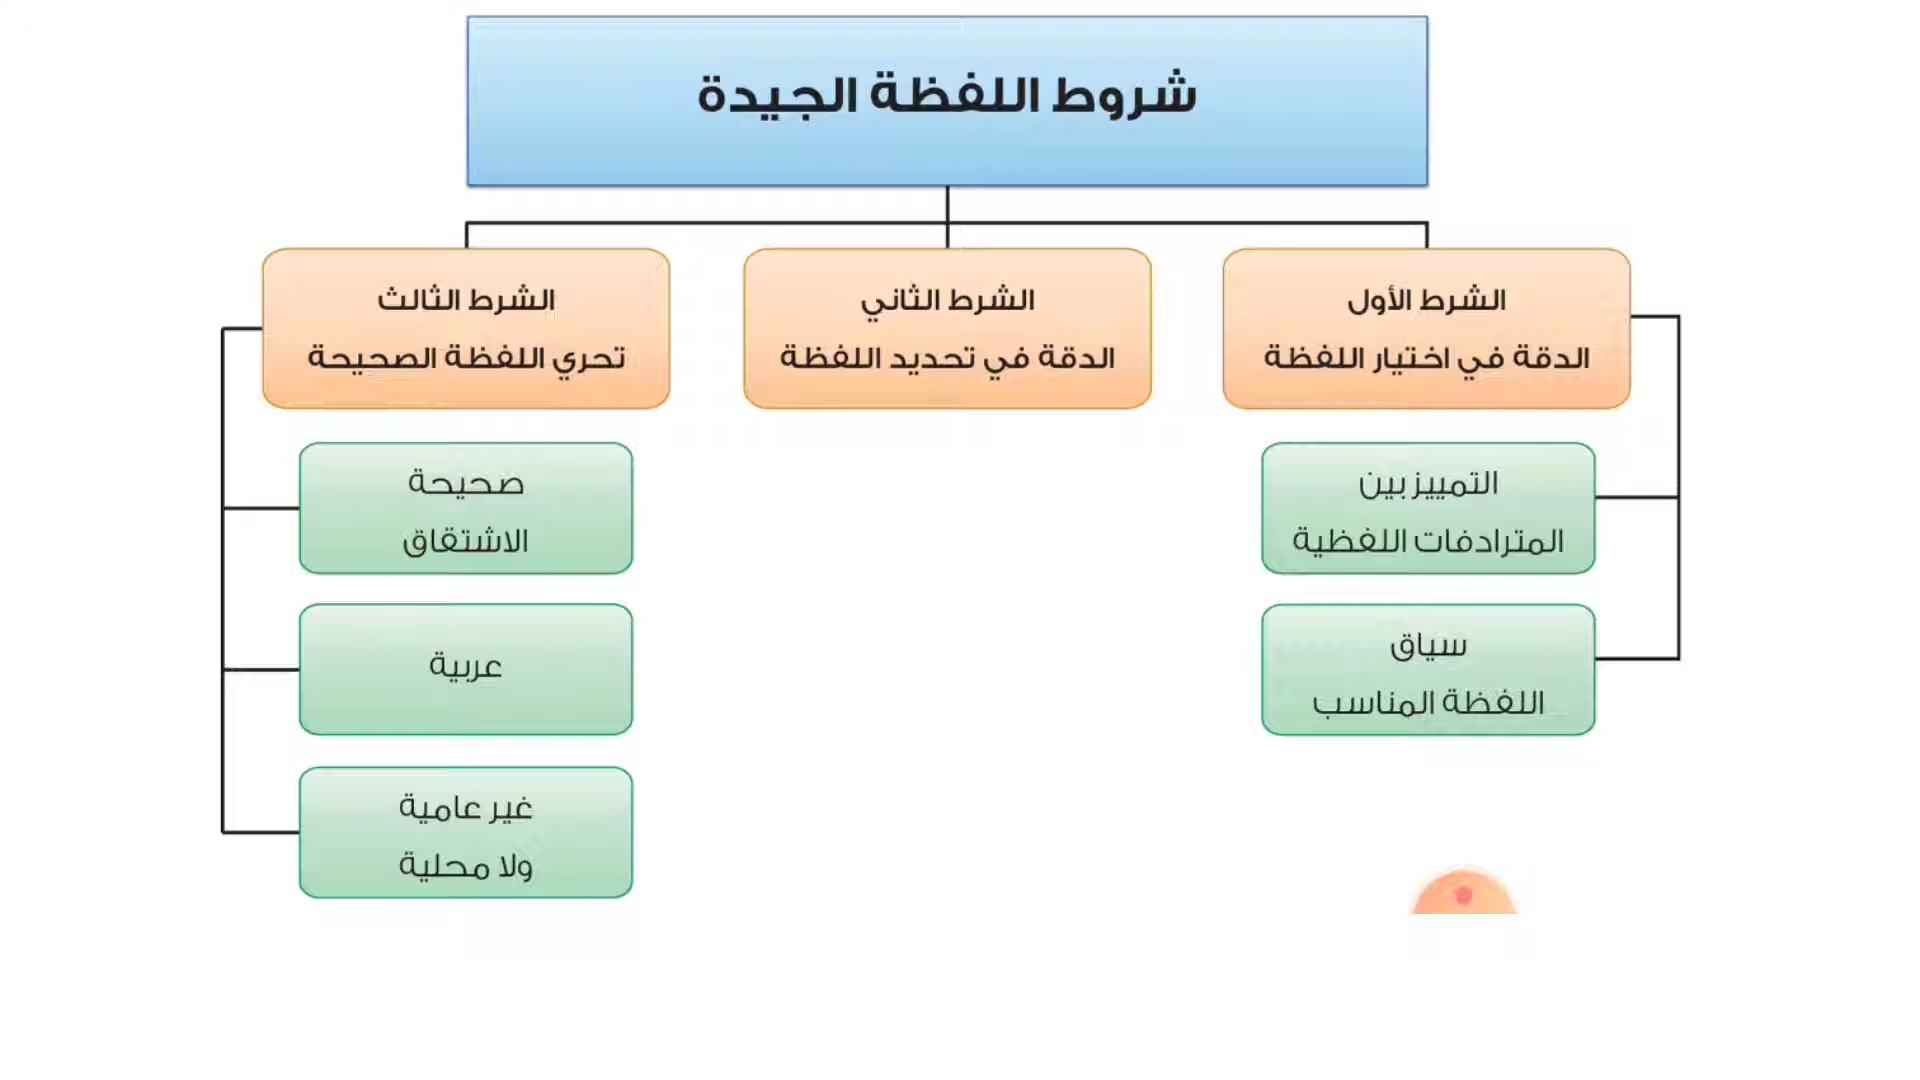 شروط اللفظة الجيدة
الشرط الأول
الدقة في اختيار اللفظة
التمييز بين
المترادفات اللفظية
سياق
اللفظة المناسب
الشرط الثاني
الدقة في تحديد اللفظة
الشرط الثالث
تحري اللفظة الصحيحة
صحيحة
الاشتقاق
عربية
غير عامية
ولا محلية